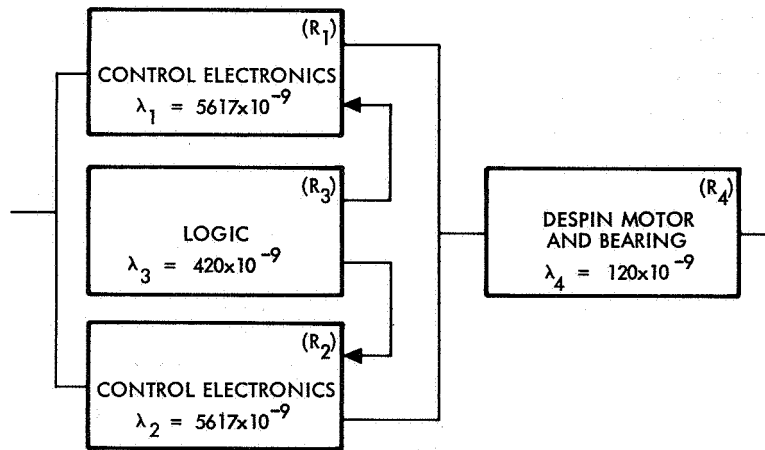 (R₁)
CONTROL ELECTRONICS
λ₁ = 5617x10⁻⁹
(R₃)
LOGIC
λ₃ = 420x10⁻⁹
(R₂)
CONTROL ELECTRONICS
λ₂ = 5617x10⁻⁹
(R₄)
DESPIN MOTOR
AND BEARING
λ₄ = 120x10⁻⁹